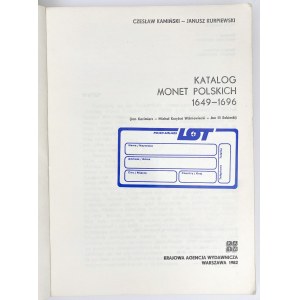 CZESŁAW KAMIŃSKI – JANUSZ KURPIEWSKI
KATALOG
MONET POLSKICH
1649–1696
(Jan Kazimierz – Michał Korybut Wiśniowiecki – Jan III Sobieski)
LOT
KRAJOWA AGENCJA WYDAWNICZA
WARSZAWA 1982